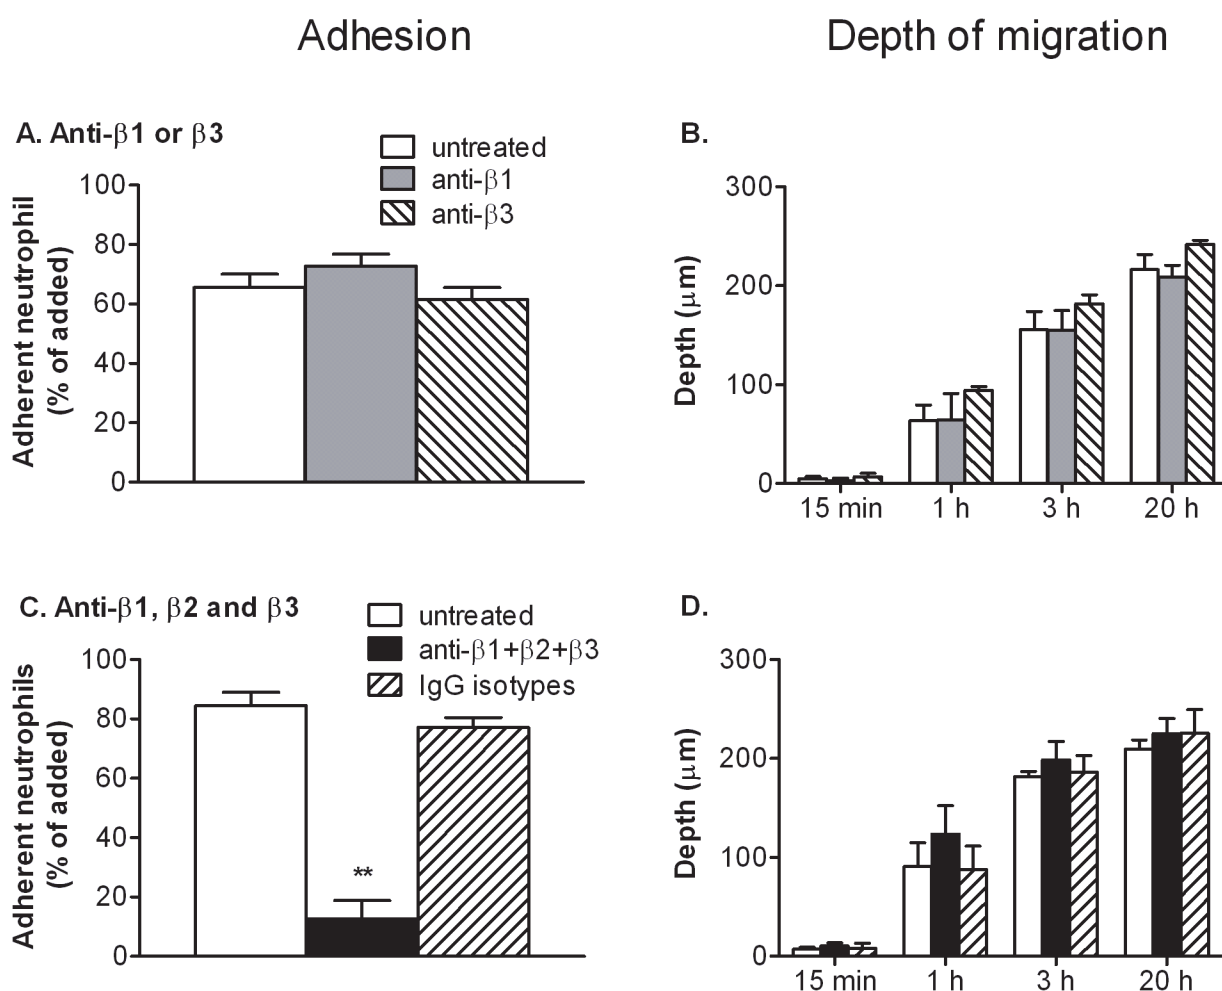 Adhesion
Depth of migration
A. Anti-β1 or β3
untreated
anti-β1
anti-β3
Adherent neutrophil
(% of added)
100
80
60
40
20
0
B.
Depth (μm)
300
200
100
0
15 min 1 h 3 h 20 h
C. Anti-β1, β2 and β3
untreated
anti-β1+β2+β3
IgG isotypes
Adherent neutrophils
(% of added)
100
80
60
40
20
0
**
D.
Depth (μm)
300
200
100
0
15 min 1 h 3 h 20 h